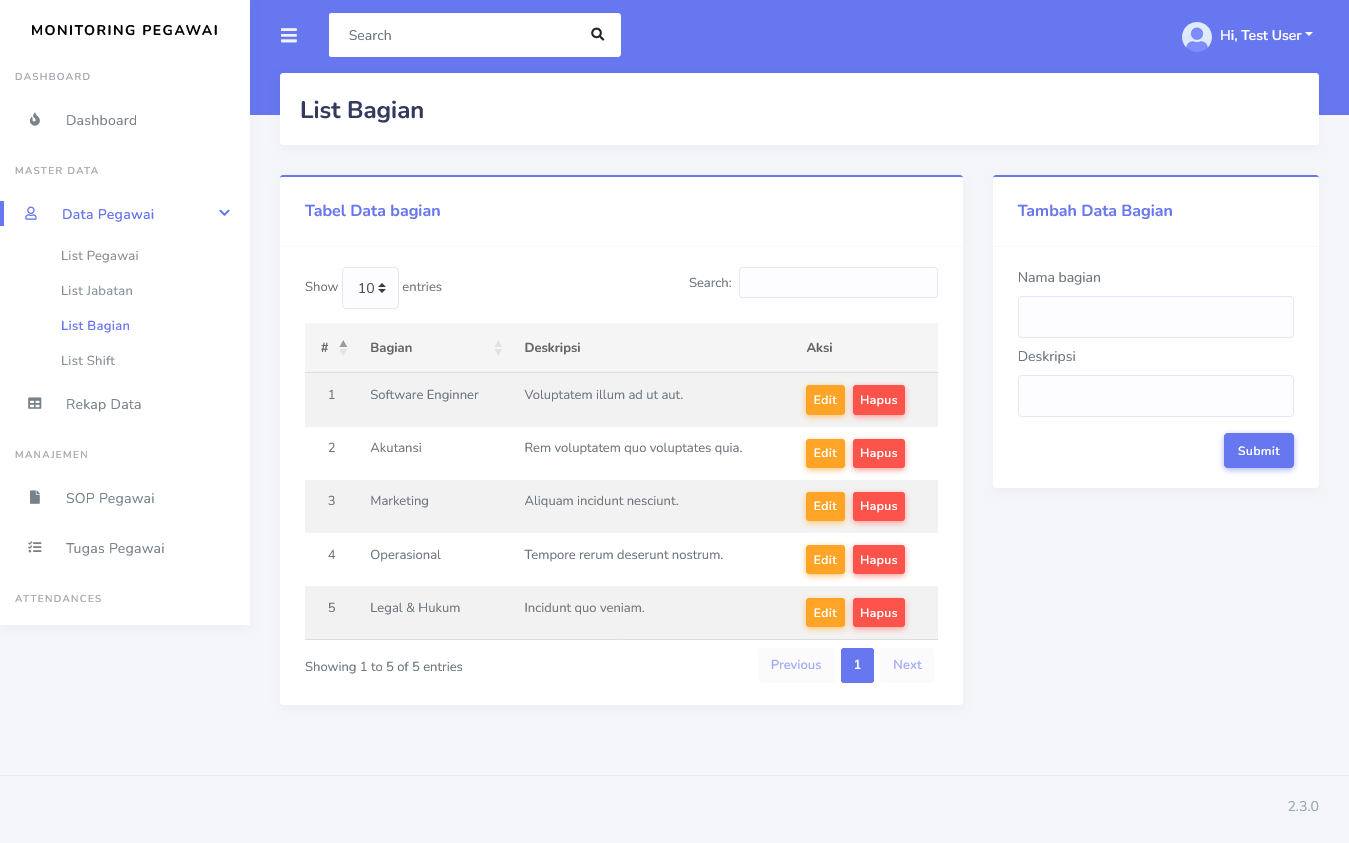 MONITORING PEGAWAI
Search
Hi, Test User
DASHBOARD
Dashboard
MASTER DATA
Data Pegawai
List Pegawai
List Jabatan
List Bagian
List Shift
Rekap Data
MANAJEMEN
SOP Pegawai
Tugas Pegawai
ATTENDANCES
List Bagian
Tabel Data bagian
Show 10 entries
Search:
# Bagian Deskripsi Aksi
1 Software Enginner Voluptatem illum ad ut aut. Edit Hapus
2 Akutansi Rem voluptatem quo voluptates quia. Edit Hapus
3 Marketing Aliquam incidunt nesciunt. Edit Hapus
4 Operasional Tempore rerum deserunt nostrum. Edit Hapus
5 Legal & Hukum Incidunt quo veniam. Edit Hapus
Showing 1 to 5 of 5 entries
Previous 1 Next
Tambah Data Bagian
Nama bagian
Deskripsi
Submit
2.3.0